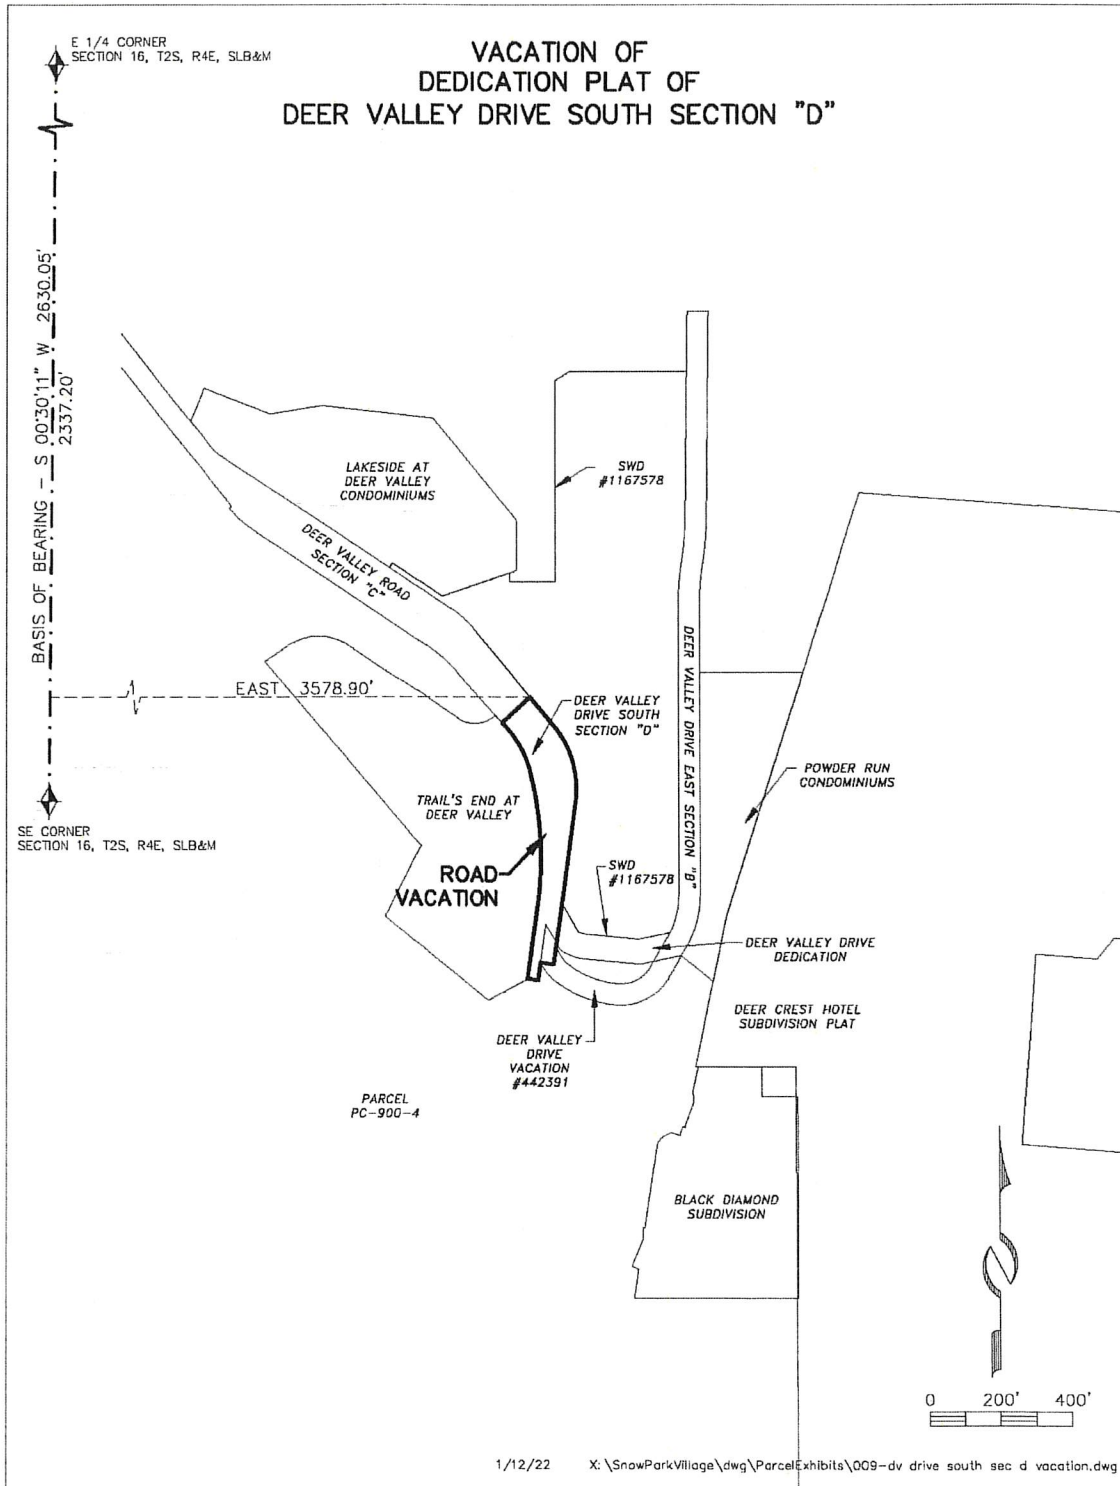 E 1/4 CORNER
SECTION 16, T2S, R4E, SLB&M
VACATION OF
DEDICATION PLAT OF
DEER VALLEY DRIVE SOUTH SECTION "D"
BASIS OF BEARING - S 00°30'11" W 2630.05'
2337.20'
LAKESIDE AT
DEER VALLEY
CONDOMINIUMS
SWD
#1167578
DEER VALLEY ROAD
SECTION "C"
DEER VALLEY DRIVE EAST SECTION "B"
EAST 3578.90'
DEER VALLEY
DRIVE SOUTH
SECTION "D"
POWDER RUN
CONDOMINIUMS
TRAIL'S END AT
DEER VALLEY
SE CORNER
SECTION 16, T2S, R4E, SLB&M
ROAD
VACATION
SWD
#1167578
DEER VALLEY DRIVE
DEDICATION
DEER CREST HOTEL
SUBDIVISION PLAT
DEER VALLEY
DRIVE
VACATION
#442391
PARCEL
PC-900-4
BLACK DIAMOND
SUBDIVISION
0 200' 400'
1/12/22 X:\SnowParkVillage\dwg\ParcelExhibits\009-dv drive south sec d vacation.dwg